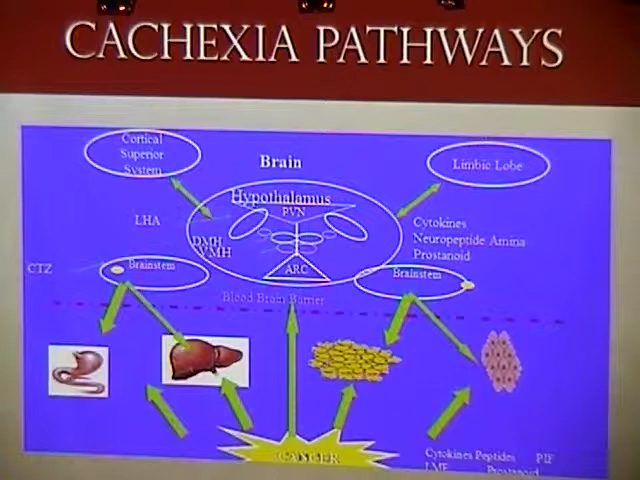 CACHEXIA PATHWAYS
Cortical
Superior
System
Brain
Limbic Lobe
Hypothalamus
PVN
LHA
DMH
VMH
Cytokines
Neuropeptide Amina
Prostanoid
CTZ
Brainstem
ARC
Brainstem
Blood Brain Barrier
CANCER
Cytokines Peptides PIF
LMF Prostanoid